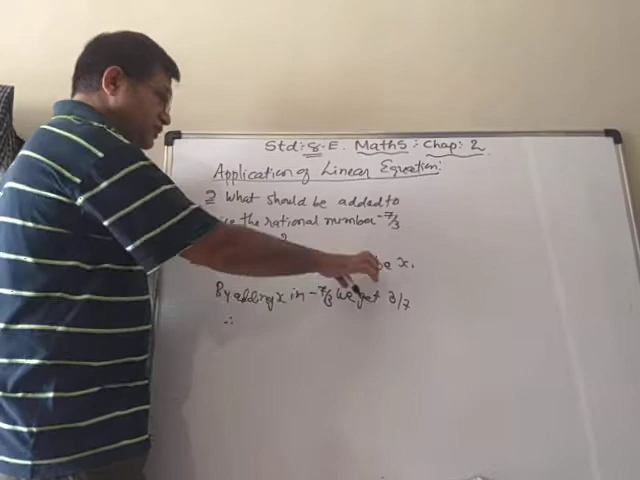 Std: 8-E. Maths: Chap: 2
Application of Linear Equation:
2 What should be added to
the rational number -7/3
?
be x.
By adding x in -7/3 we get 3/7
∴